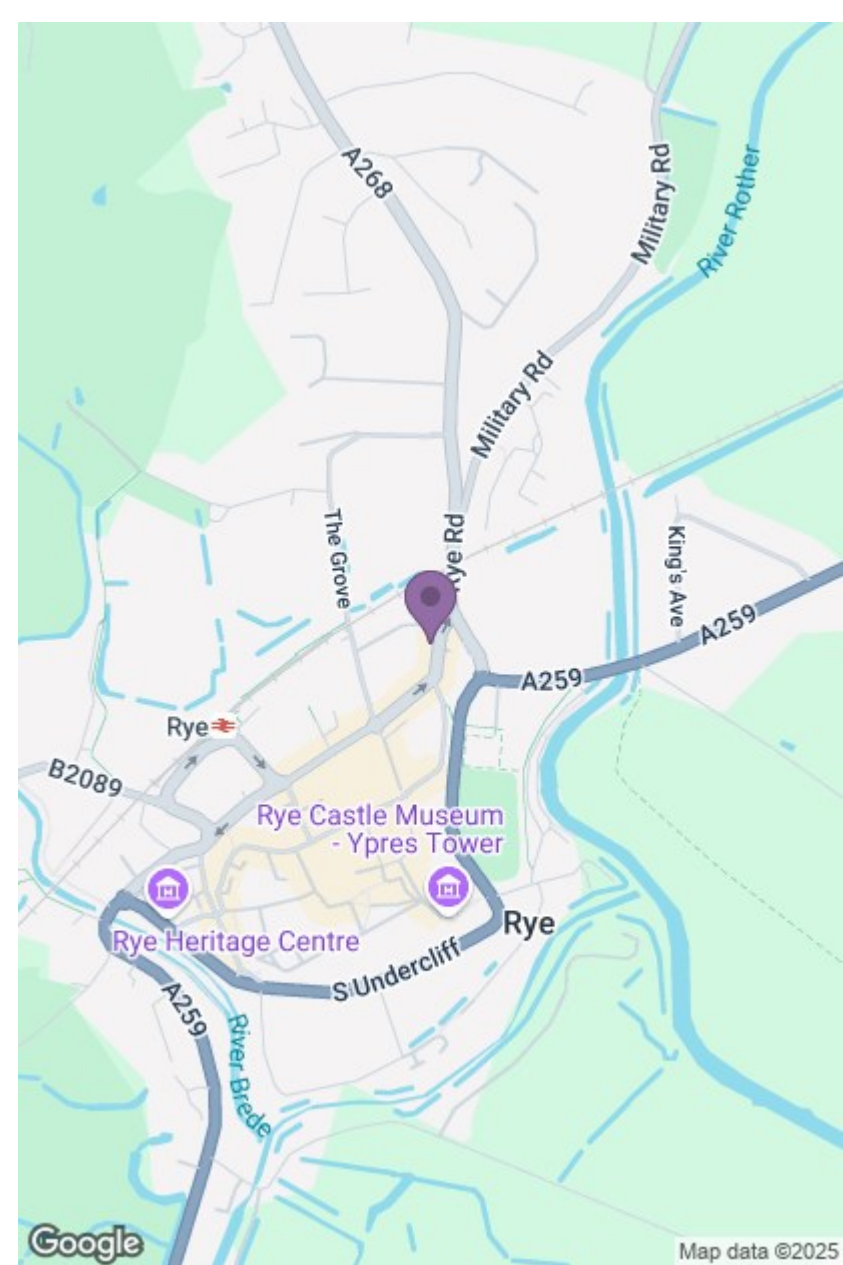 A268
Military Rd
River Rother
Military Rd
The Grove
Rye Rd
King's Ave
A259
A259
Rye
B2089
Rye Castle Museum
- Ypres Tower
Rye Heritage Centre
Rye
S Undercliff
A259
River Brede
Google
Map data ©2025